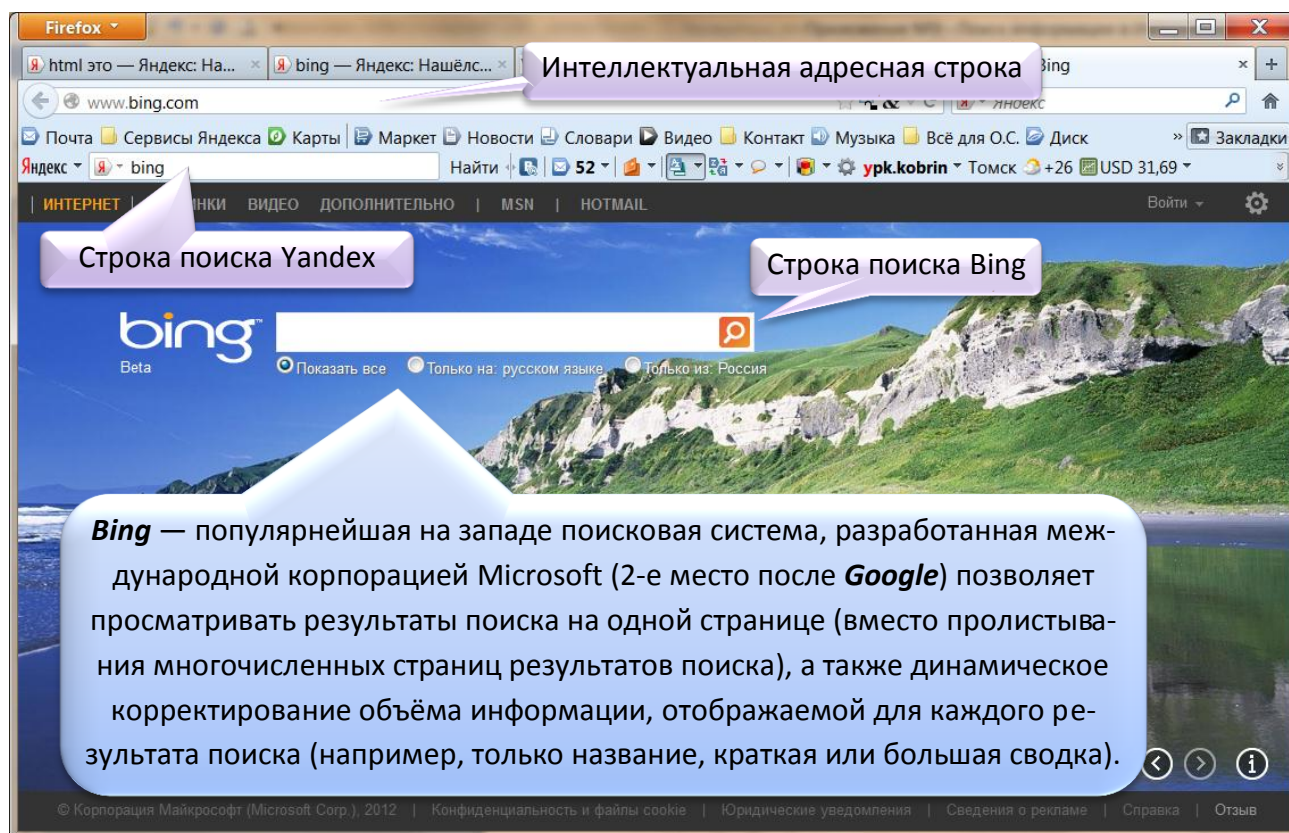 Firefox
html это — Яндекс: На...
bing — Яндекс: Нашёлс...
Bing
Интеллектуальная адресная строка
www.bing.com
Яндекс
Почта Сервисы Яндекса Карты Маркет Новости Словари Видео Контакт Музыка Всё для О.С. Диск » Закладки
Яндекс bing Найти 52 ypk.kobrin Томск +26 USD 31,69
ИНТЕРНЕТ | ВИДЕО ДОПОЛНИТЕЛЬНО | MSN | HOTMAIL Войти
Строка поиска Yandex
Строка поиска Bing
bing™
Beta
Показать все Только на: русском языке Только из: Россия
Bing — популярнейшая на западе поисковая система, разработанная меж-
дународной корпорацией Microsoft (2-е место после Google) позволяет
просматривать результаты поиска на одной странице (вместо пролистыва-
ния многочисленных страниц результатов поиска), а также динамическое
корректирование объёма информации, отображаемой для каждого ре-
зультата поиска (например, только название, краткая или большая сводка).
© Корпорация Майкрософт (Microsoft Corp.), 2012 | Конфиденциальность и файлы cookie | Юридические уведомления | Сведения о рекламе | Справка | Отзыв